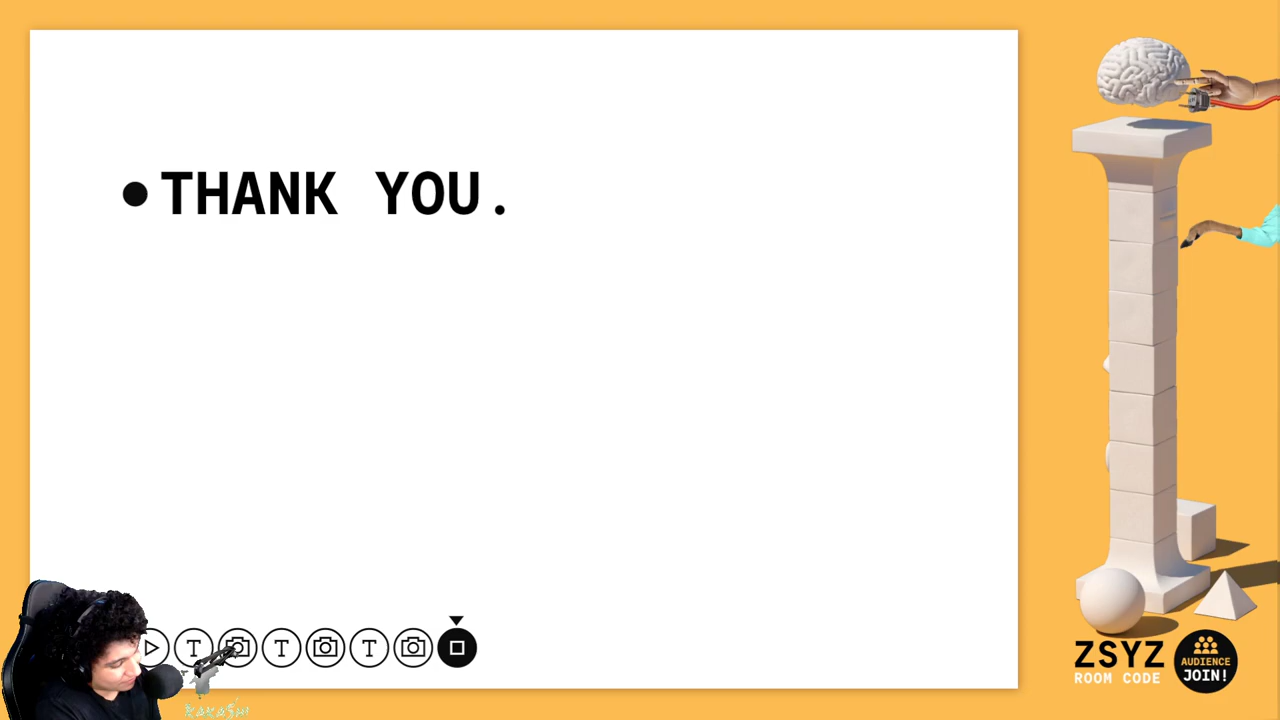 • THANK YOU.
T
T
T
ZSYZ
ROOM CODE
AUDIENCE
JOIN!